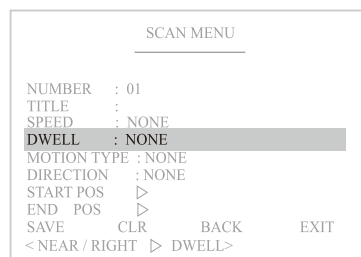 SCAN MENU
NUMBER : 01
TITLE :
SPEED : NONE
DWELL : NONE
MOTION TYPE : NONE
DIRECTION : NONE
START POS ▷
END POS ▷
SAVE CLR BACK EXIT
< NEAR / RIGHT ▷ DWELL>